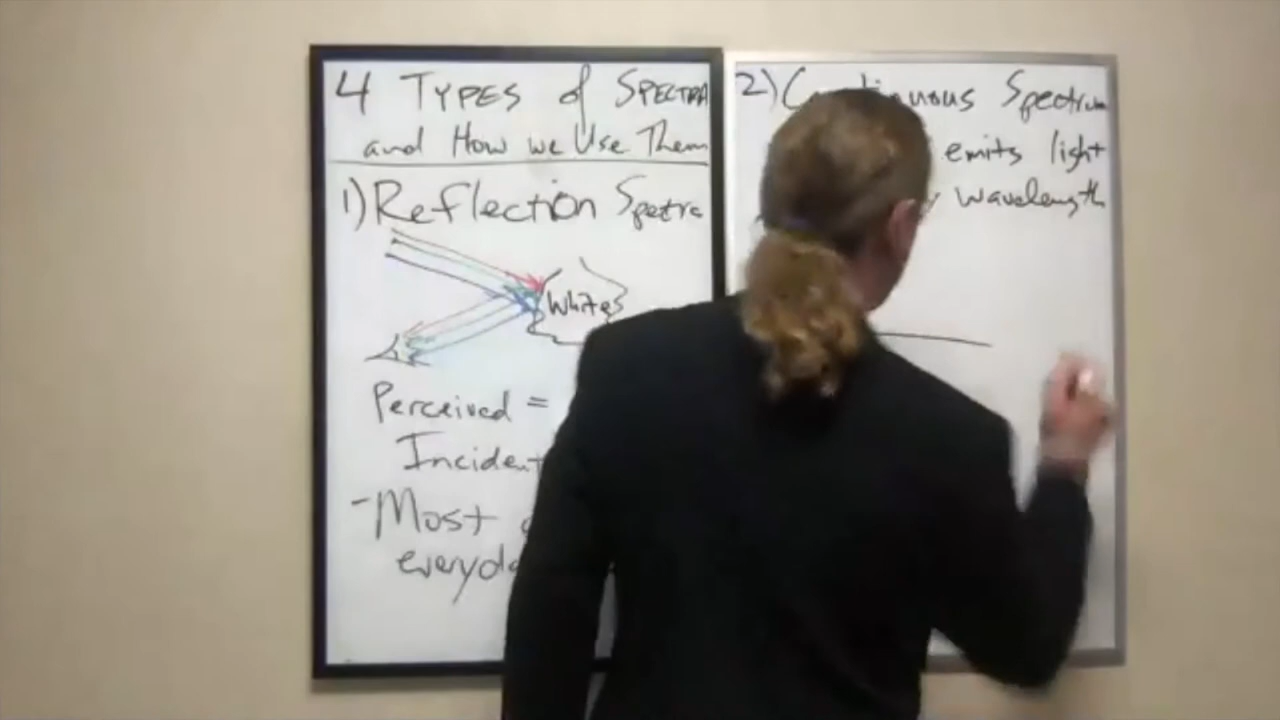 4 TYPES of SPECTRA
and How we Use Them
1) Reflection Spetra
White
Perceived =
Incident
- Most
everyda
2) Continuous Spectrum
emits light
wavelength